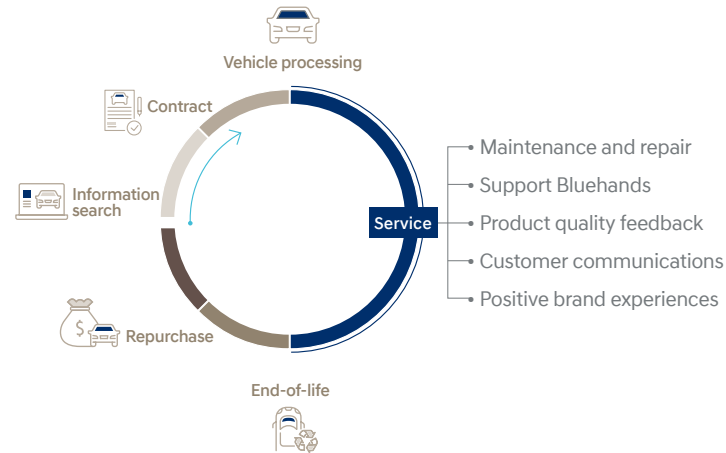 Vehicle processing
Contract
Information
search
Repurchase
$
End-of-life
Service
Maintenance and repair
Support Bluehands
Product quality feedback
Customer communications
Positive brand experiences